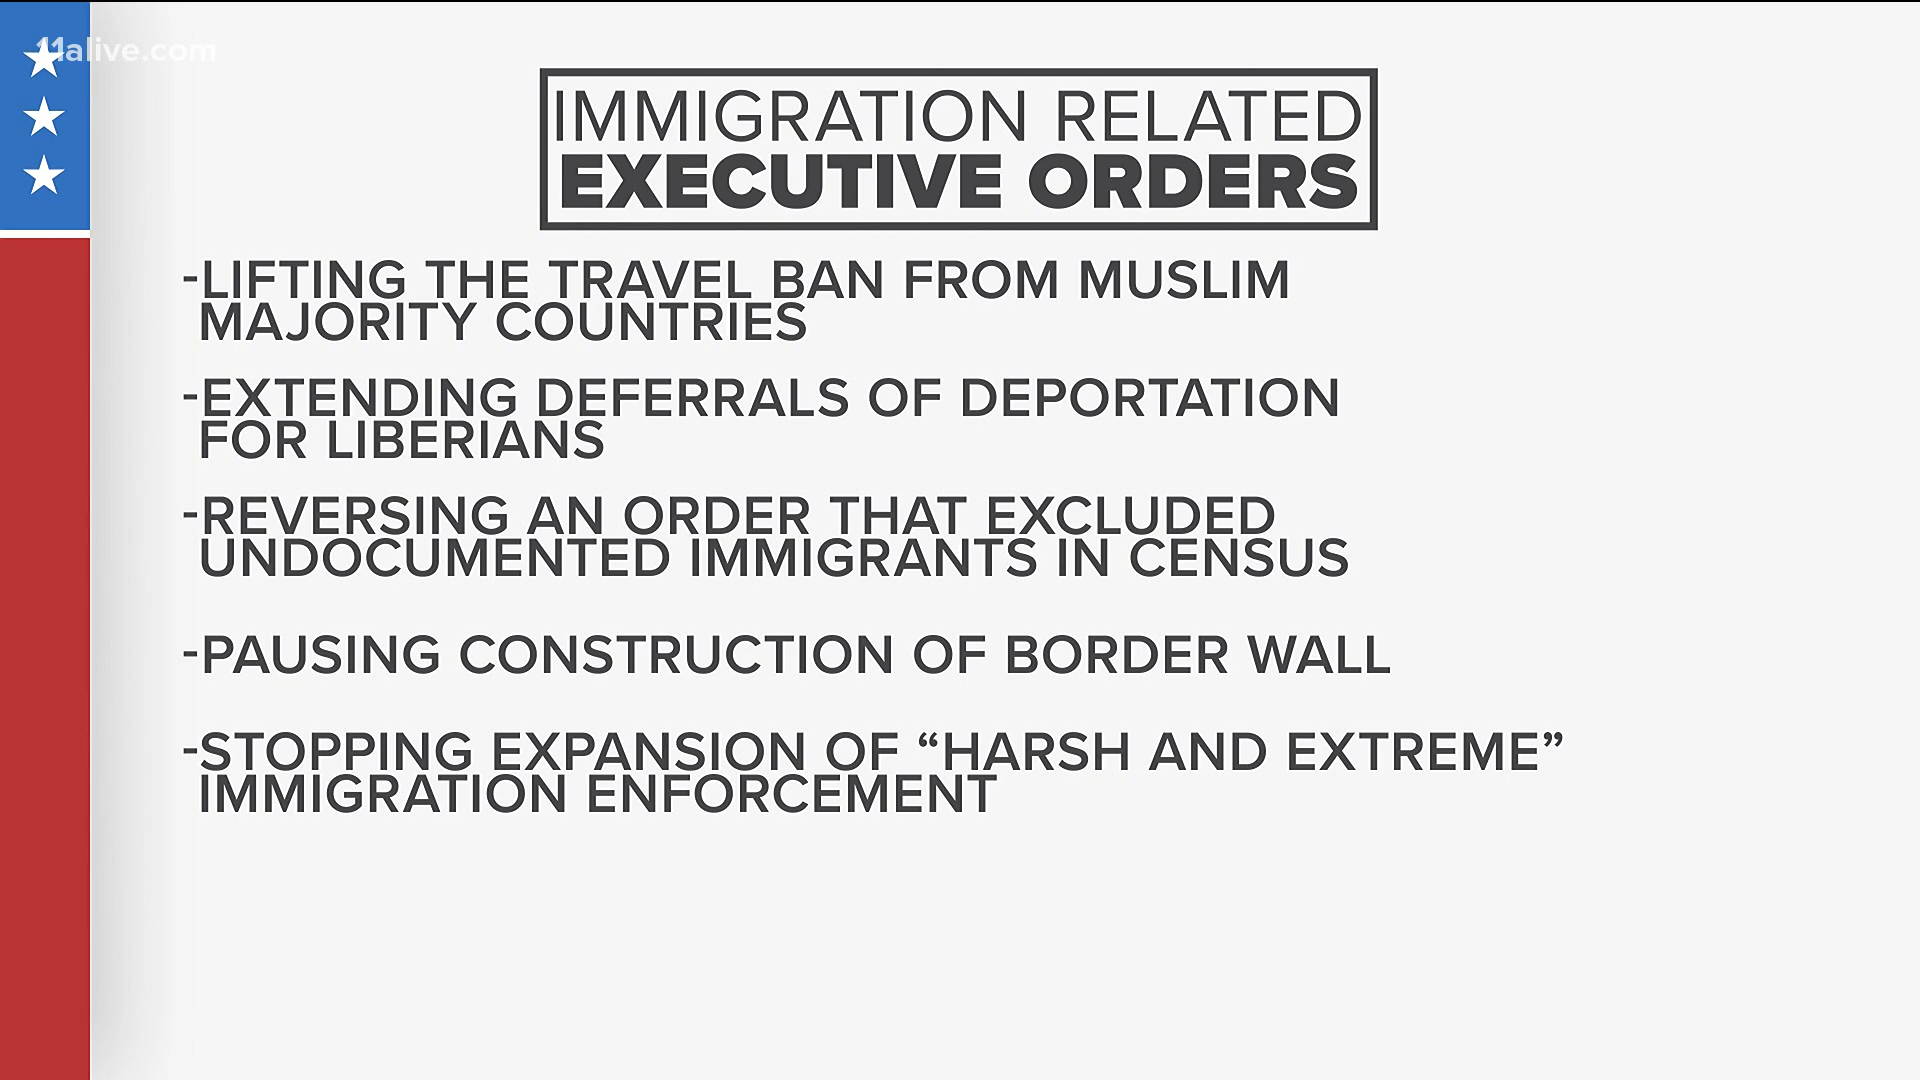 11alive.com
IMMIGRATION RELATED
EXECUTIVE ORDERS
-LIFTING THE TRAVEL BAN FROM MUSLIM
MAJORITY COUNTRIES
-EXTENDING DEFERRALS OF DEPORTATION
FOR LIBERIANS
-REVERSING AN ORDER THAT EXCLUDED
UNDOCUMENTED IMMIGRANTS IN CENSUS
-PAUSING CONSTRUCTION OF BORDER WALL
-STOPPING EXPANSION OF “HARSH AND EXTREME”
IMMIGRATION ENFORCEMENT